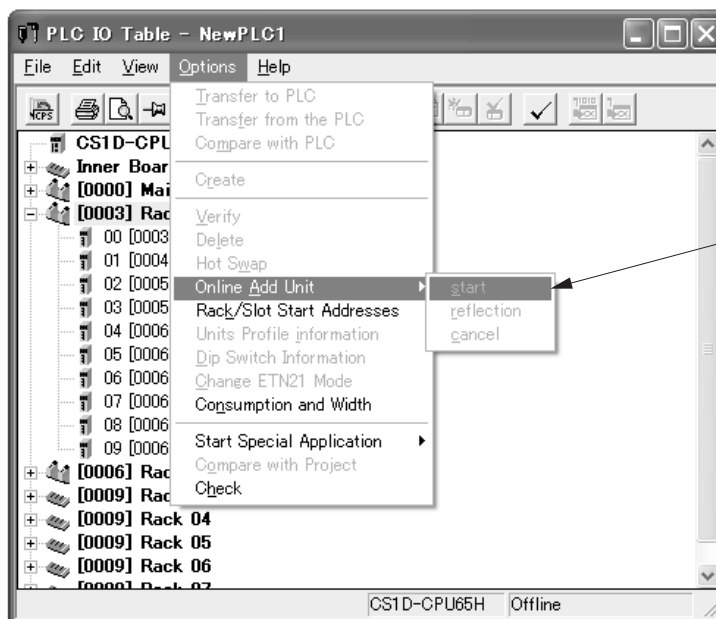 PLC IO Table - NewPLC1
File Edit View Options Help
NCPS
Transfer to PLC
Transfer from the PLC
Compare with PLC
Create
Verify
Delete
Hot Swap
Online Add Unit
Rack/Slot Start Addresses
Units Profile information
Dip Switch Information
Change ETN21 Mode
Consumption and Width
Start Special Application
Compare with Project
Check
start
reflection
cancel
CS1D-CPU
Inner Boar
[0000] Mai
[0003] Rac
00 [0003
01 [0004
02 [0005
03 [0005
04 [0006
05 [0006
06 [0006
07 [0006
08 [0006
09 [0006
[0006] Rac
[0009] Rac
[0009] Rack 04
[0009] Rack 05
[0009] Rack 06
[0009] Rack 07
CS1D-CPU65H Offline